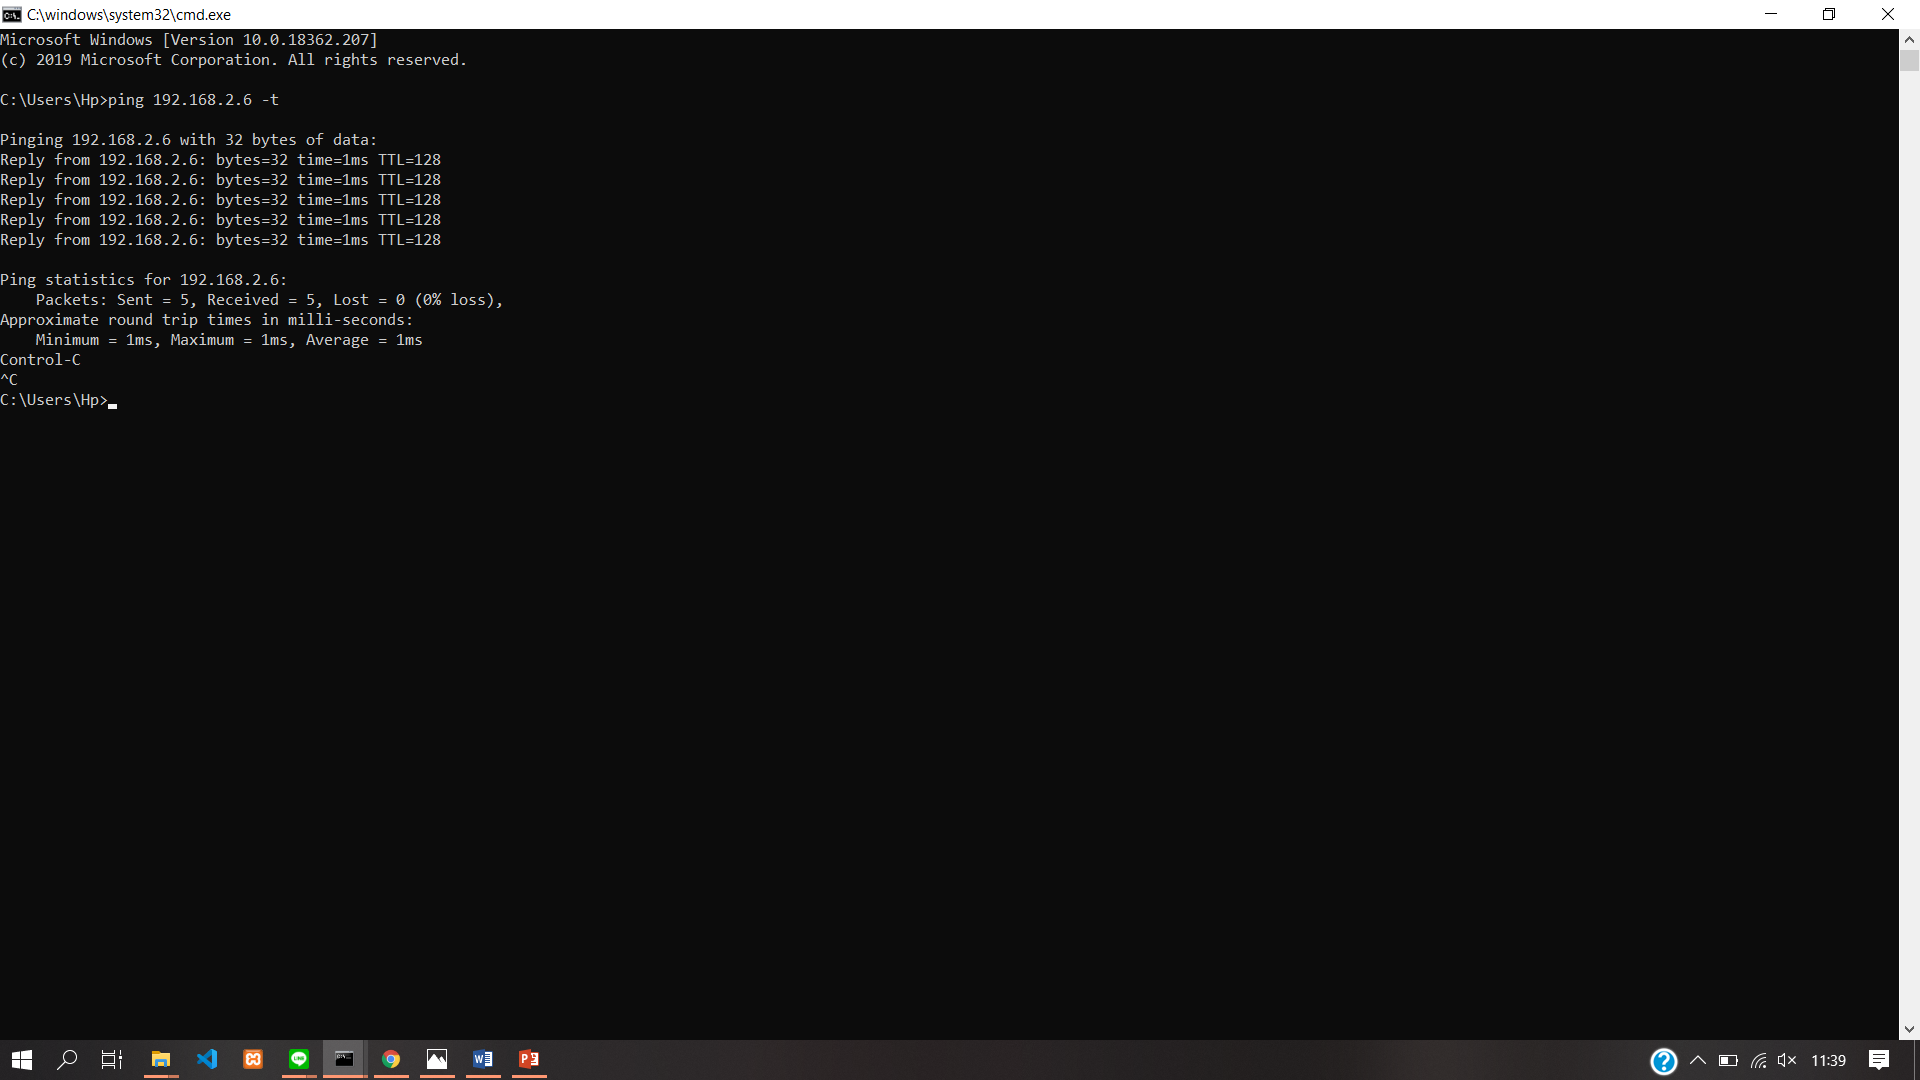 C:\windows\system32\cmd.exe
Microsoft Windows [Version 10.0.18362.207]
(c) 2019 Microsoft Corporation. All rights reserved.
C:\Users\Hp>ping 192.168.2.6 -t
Pinging 192.168.2.6 with 32 bytes of data:
Reply from 192.168.2.6: bytes=32 time=1ms TTL=128
Reply from 192.168.2.6: bytes=32 time=1ms TTL=128
Reply from 192.168.2.6: bytes=32 time=1ms TTL=128
Reply from 192.168.2.6: bytes=32 time=1ms TTL=128
Reply from 192.168.2.6: bytes=32 time=1ms TTL=128
Ping statistics for 192.168.2.6:
    Packets: Sent = 5, Received = 5, Lost = 0 (0% loss),
Approximate round trip times in milli-seconds:
    Minimum = 1ms, Maximum = 1ms, Average = 1ms
Control-C
^C
C:\Users\Hp>
11:39